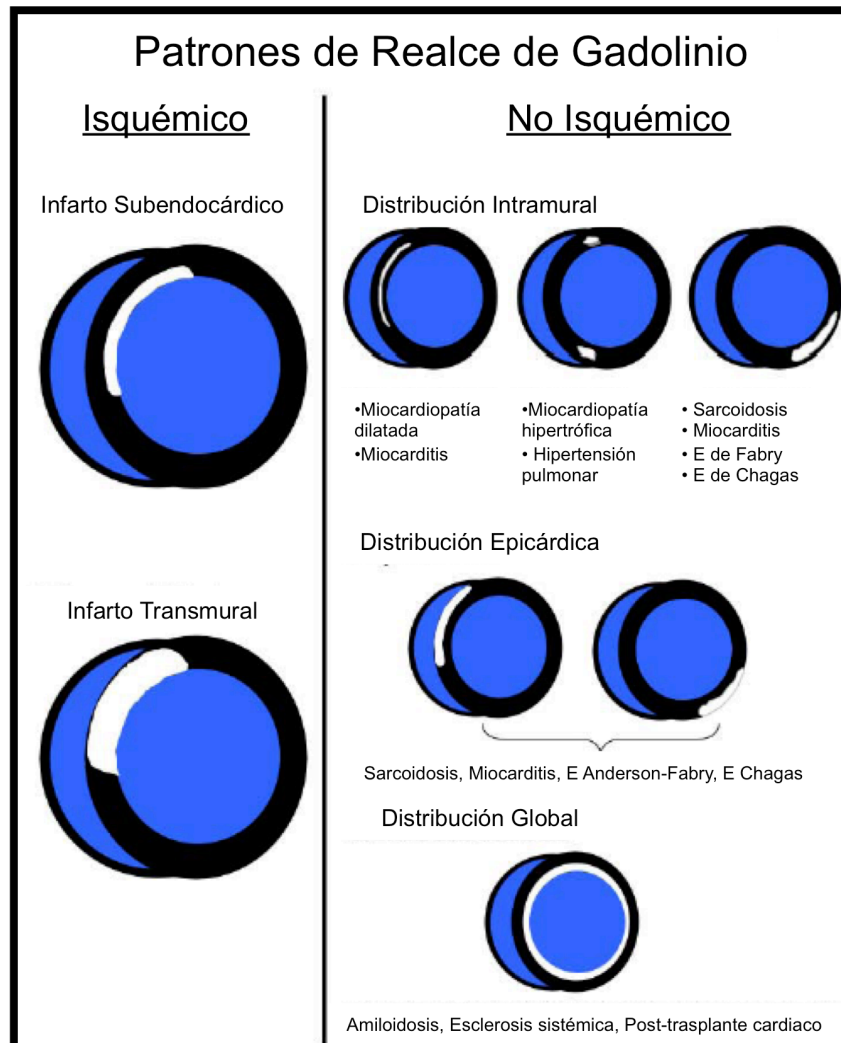 Patrones de Realce de Gadolinio
Isquémico
Infarto Subendocárdico
Infarto Transmural
No Isquémico
Distribución Intramural
•Miocardiopatía
dilatada
•Miocarditis
•Miocardiopatía
hipertrófica
• Hipertensión
pulmonar
• Sarcoidosis
• Miocarditis
• E de Fabry
• E de Chagas
Distribución Epicárdica
Sarcoidosis, Miocarditis, E Anderson-Fabry, E Chagas
Distribución Global
Amiloidosis, Esclerosis sistémica, Post-trasplante cardiaco